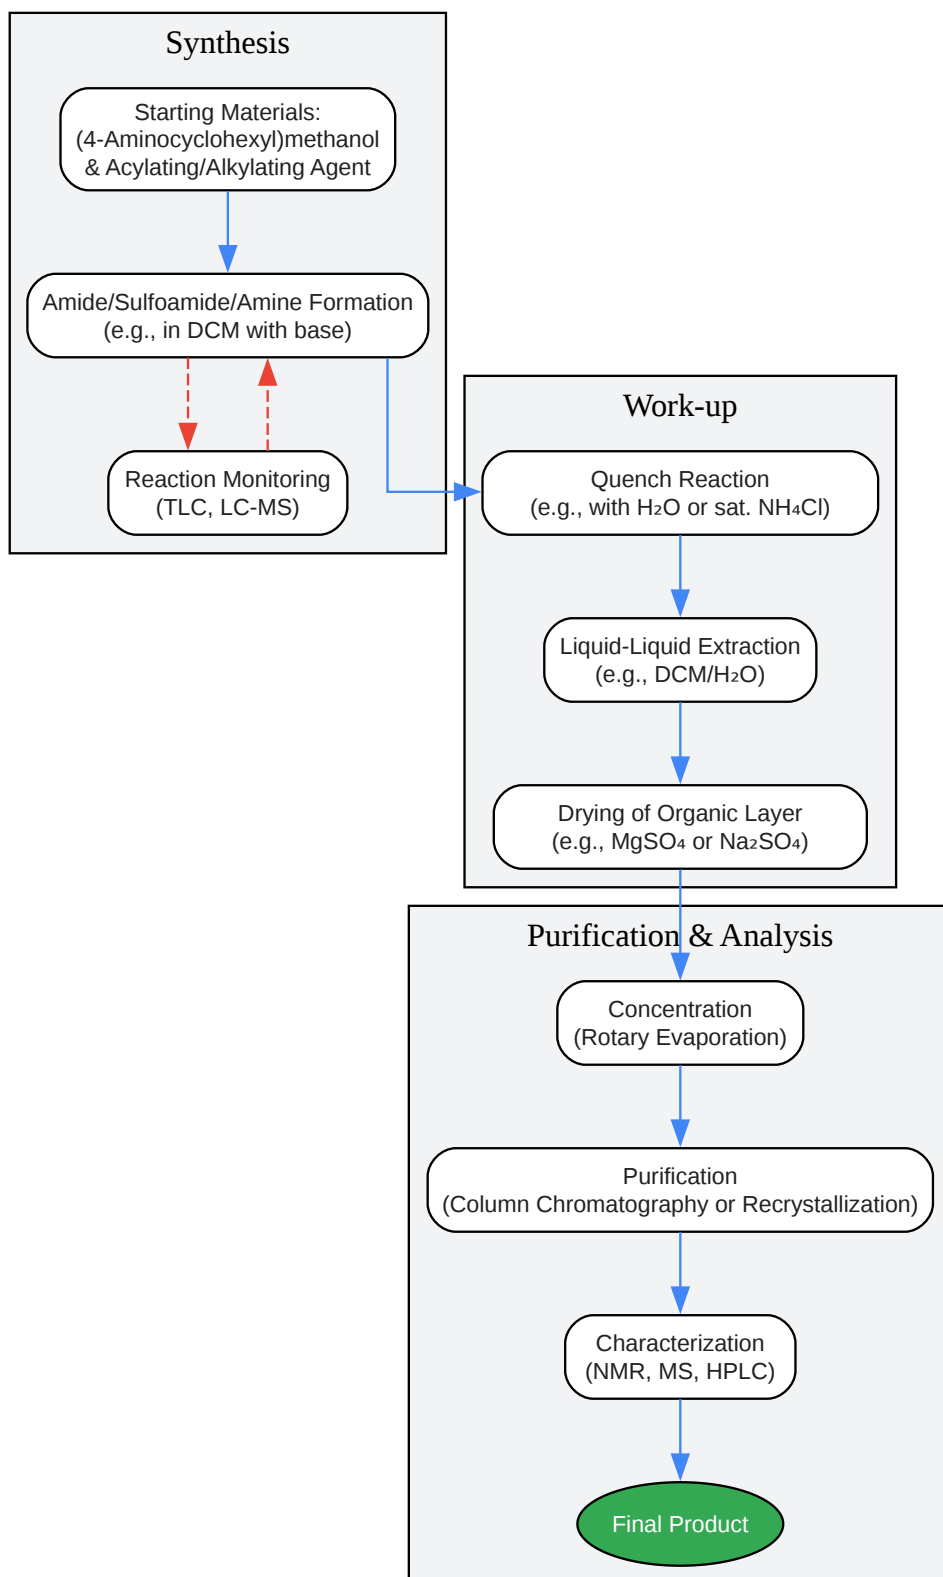 Synthesis
Starting Materials:
(4-Aminocyclohexyl)methanol
& Acylating/Alkylating Agent
Amide/Sulfoamide/Amine Formation
(e.g., in DCM with base)
Reaction Monitoring
(TLC, LC-MS)
Work-up
Quench Reaction
(e.g., with H₂O or sat. NH₄Cl)
Liquid-Liquid Extraction
(e.g., DCM/H₂O)
Drying of Organic Layer
(e.g., MgSO₄ or Na₂SO₄)
Purification & Analysis
Concentration
(Rotary Evaporation)
Purification
(Column Chromatography or Recrystallization)
Characterization
(NMR, MS, HPLC)
Final Product